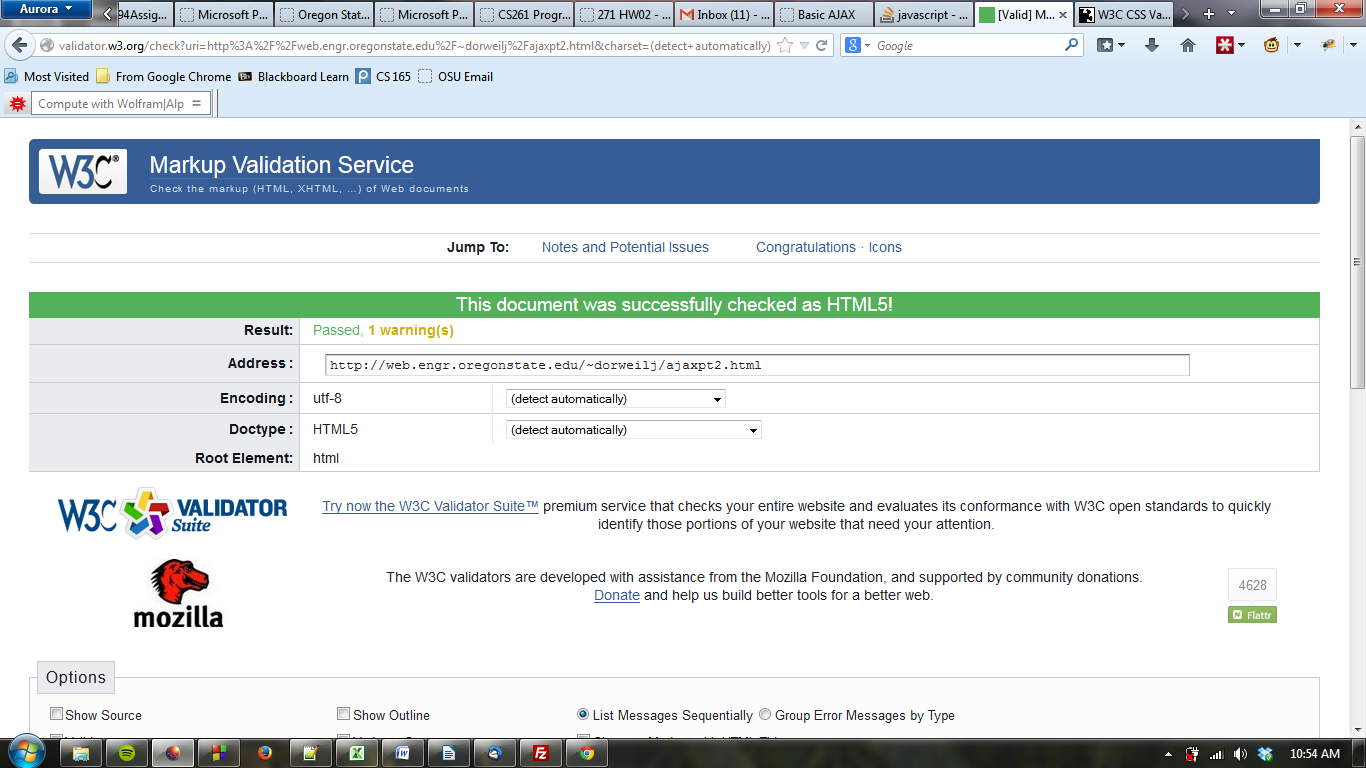 Aurora
94Assig...
Microsoft P...
Oregon Stat...
Microsoft P...
CS261 Progr...
271 HW02 - ...
Inbox (11) - ...
Basic AJAX
javascript - ...
[Valid] M...
W3C CSS Va...
validator.w3.org/check?uri=http%3A%2F%2Fweb.engr.oregonstate.edu%2F~dorweilj%2Fajaxpt2.html&charset=(detect+automatically)
Google
Most Visited
From Google Chrome
Blackboard Learn
CS 165
OSU Email
Compute with Wolfram|Alp =
W3C®
Markup Validation Service
Check the markup (HTML, XHTML, …) of Web documents
Jump To: Notes and Potential Issues Congratulations · Icons
This document was successfully checked as HTML5!
Result: Passed, 1 warning(s)
Address : http://web.engr.oregonstate.edu/~dorweilj/ajaxpt2.html
Encoding : utf-8 (detect automatically)
Doctype : HTML5 (detect automatically)
Root Element: html
W3C VALIDATOR Suite
Try now the W3C Validator Suite™ premium service that checks your entire website and evaluates its conformance with W3C open standards to quickly
identify those portions of your website that need your attention.
mozilla
The W3C validators are developed with assistance from the Mozilla Foundation, and supported by community donations.
Donate and help us build better tools for a better web.
4628
Flattr
Options
Show Source
Show Outline
List Messages Sequentially
Group Error Messages by Type
10:54 AM